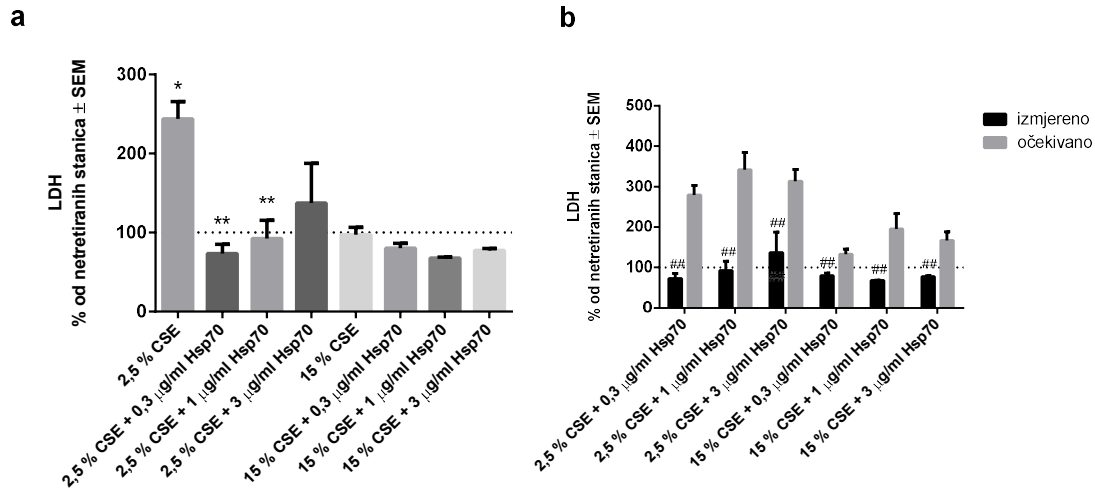 a
LDH
% od netretiranih stanica ± SEM
300
200
100
0
*
**
**
2,5 % CSE
2,5 % CSE + 0,3 µg/ml Hsp70
2,5 % CSE + 1 µg/ml Hsp70
2,5 % CSE + 3 µg/ml Hsp70
15 % CSE
15 % CSE + 0,3 µg/ml Hsp70
15 % CSE + 1 µg/ml Hsp70
15 % CSE + 3 µg/ml Hsp70
b
LDH
% od netretiranih stanica ± SEM
500
400
300
200
100
0
##
##
##
##
##
##
##
2,5 % CSE + 0,3 µg/ml Hsp70
2,5 % CSE + 1 µg/ml Hsp70
2,5 % CSE + 3 µg/ml Hsp70
15 % CSE + 0,3 µg/ml Hsp70
15 % CSE + 1 µg/ml Hsp70
15 % CSE + 3 µg/ml Hsp70
izmjereno
očekivano